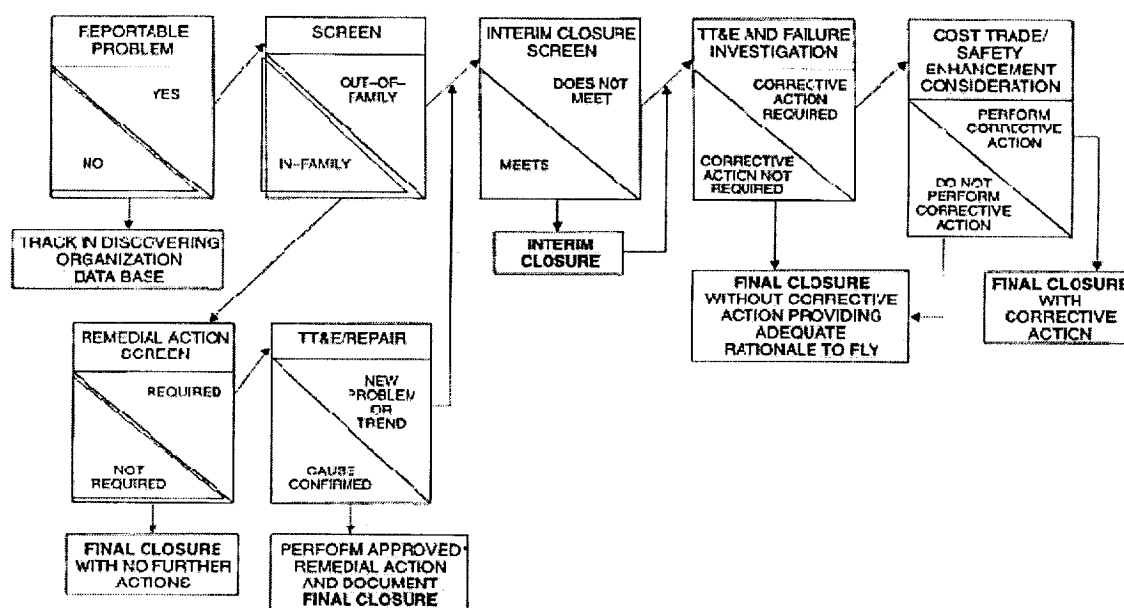 REPORTABLE
PROBLEM
YES
NO
TRACK IN DISCOVERING
ORGANIZATION
DATA BASE
SCREEN
OUT-OF-
FAMILY
IN-FAMILY
INTERIM CLOSURE
SCREEN
DOES NOT
MEET
MEETS
INTERIM
CLOSURE
TT&E AND FAILURE
INVESTIGATION
CORRECTIVE
ACTION
REQUIRED
CORRECTIVE
ACTION NOT
REQUIRED
COST TRADE/
SAFETY
ENHANCEMENT
CONSIDERATION
PERFORM
CORRECTIVE
ACTION
DO NOT
PERFORM
CORRECTIVE
ACTION
FINAL CLOSURE
WITHOUT CORRECTIVE
ACTION PROVIDING
ADEQUATE
RATIONALE TO FLY
FINAL CLOSURE
WITH
CORRECTIVE
ACTION
REMEDIAL ACTION
SCREEN
REQUIRED
NOT
REQUIRED
FINAL CLOSURE
WITH NO FURTHER
ACTIONS
TT&E/REPAIR
NEW
PROBLEM
OR
TREND
CAUSE
CONFIRMED
PERFORM APPROVED
REMEDIAL ACTION
AND DOCUMENT
FINAL CLOSURE